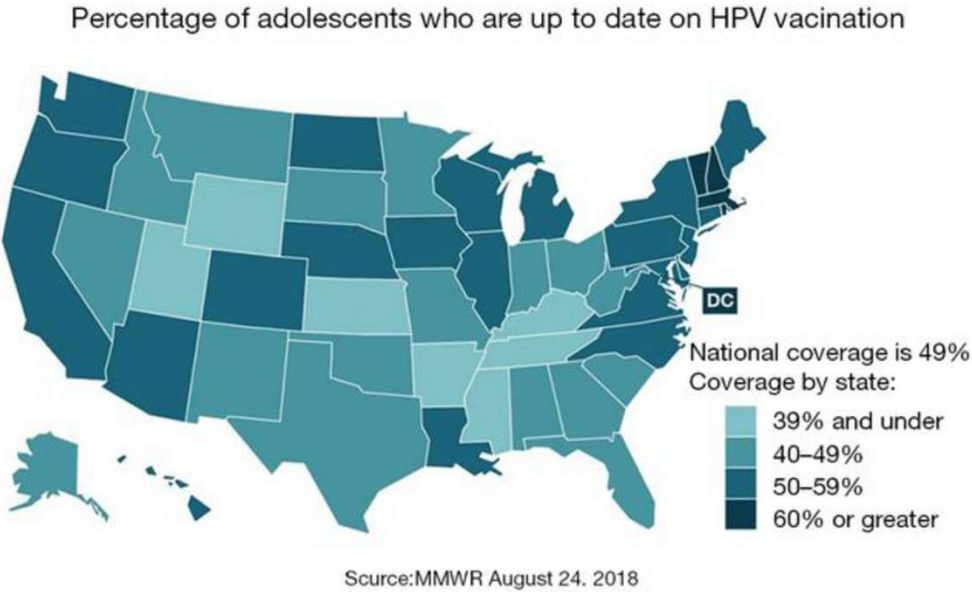 Percentage of adolescents who are up to date on HPV vacination
DC
National coverage is 49%
Coverage by state:
39% and under
40–49%
50–59%
60% or greater
Scurce:MMWR August 24. 2018